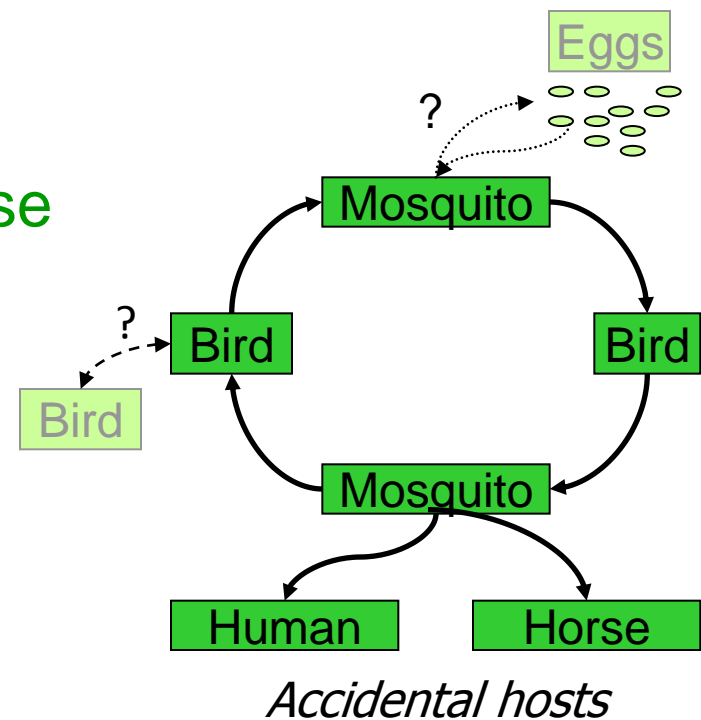 Eggs
?
se
Mosquito
?
Bird
Bird
Bird
Mosquito
Human
Horse
Accidental hosts